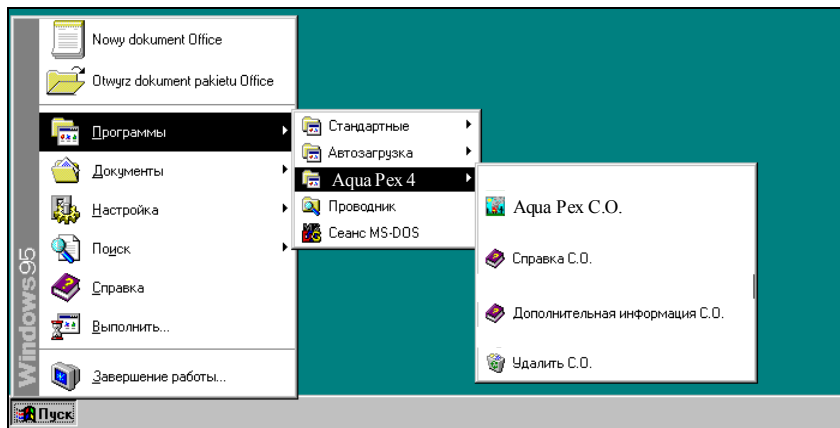 Nowy dokument Office
Otwyrz dokument pakietu Office
Программы
Документы
Настройка
Поиск
Справка
Выполнить...
Завершение работы...
Windows95
Стандартные
Автозагрузка
Aqua Pex 4
Проводник
Сеанс MS-DOS
Aqua Pex C.O.
Справка С.О.
Дополнительная информация С.О.
Удалить С.О.
Пуск